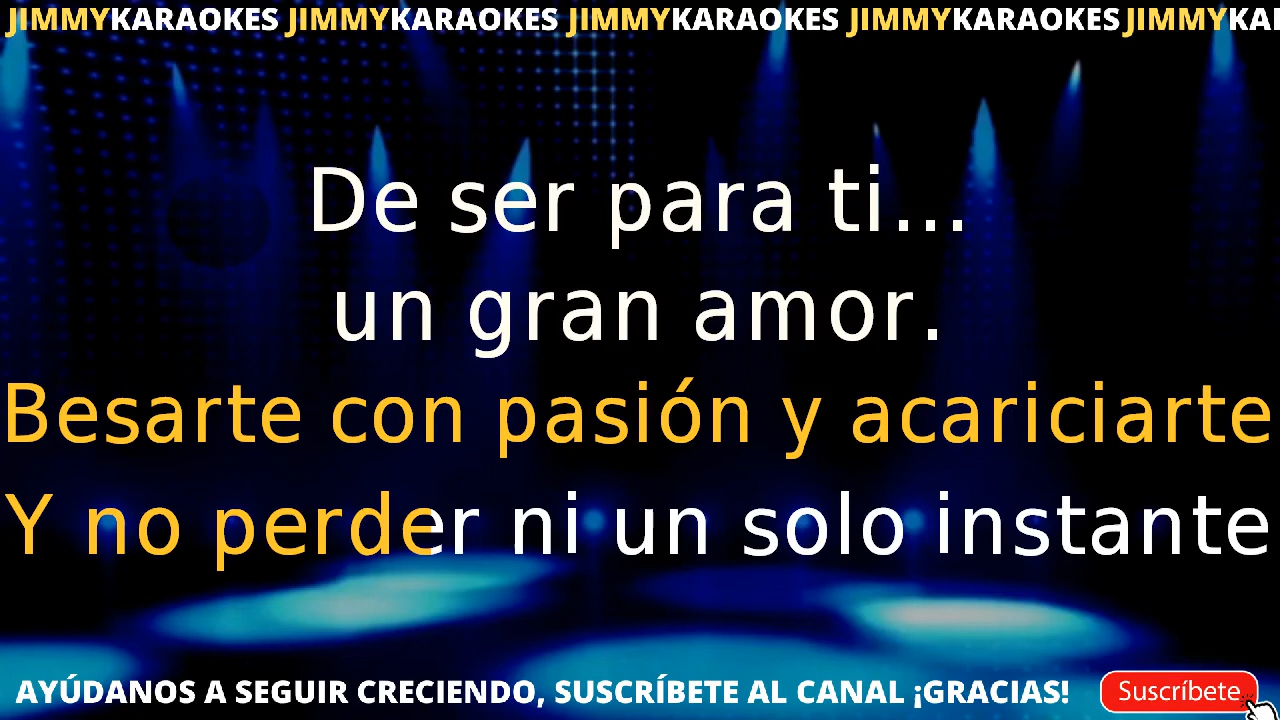 JIMMYKARAOKES JIMMYKARAOKES JIMMYKARAOKES JIMMYKARAOKES JIMMYKA
De ser para ti...
un gran amor.
Besarte con pasión y acariciarte
Y no perder ni un solo instante
AYÚDANOS A SEGUIR CRECIENDO, SUSCRÍBETE AL CANAL ¡GRACIAS!
Suscríbete